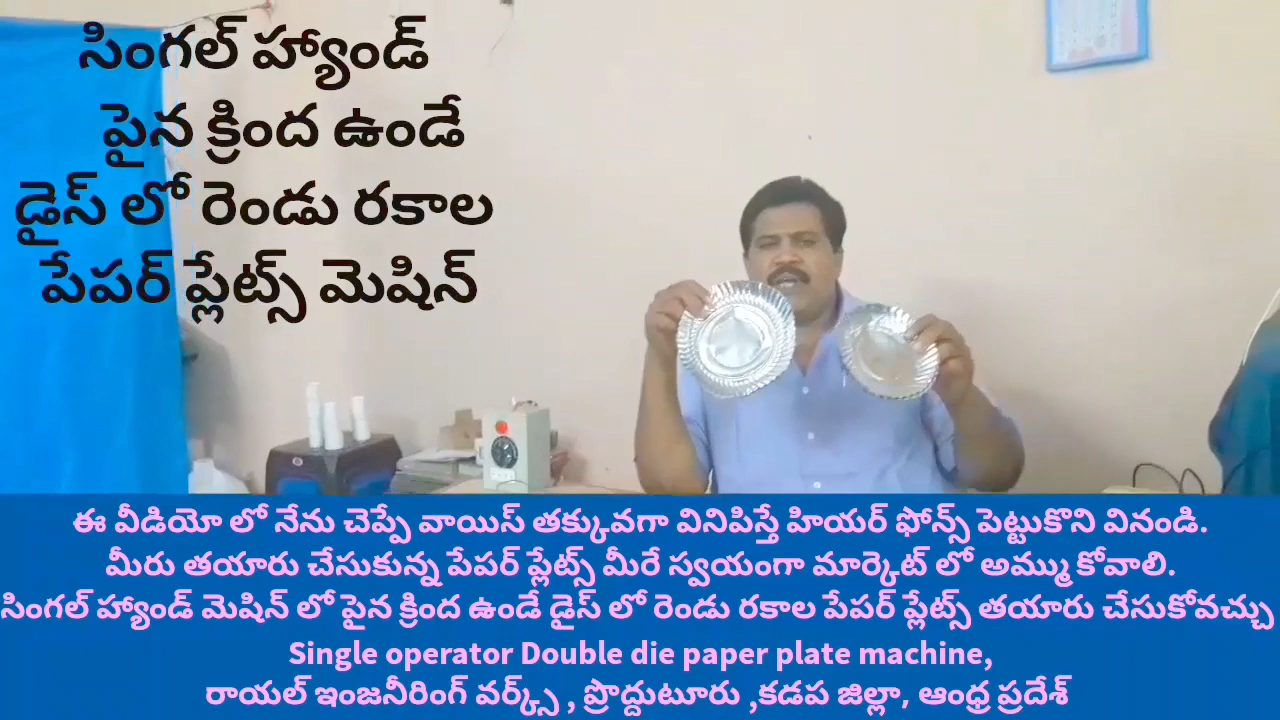 సింగల్ హ్యాండ్
పైన క్రింద ఉండే
డైస్ లో రెండు రకాల
పేపర్ ప్లేట్స్ మెషిన్
ఈ వీడియో లో నేను చెప్పే వాయిస్ తక్కువగా వినిపిస్తే హియర్ ఫోన్స్ పెట్టుకొని వినండి.
మీరు తయారు చేసుకున్న పేపర్ ప్లేట్స్ మీరే స్వయంగా మార్కెట్ లో అమ్ము కోవాలి.
సింగల్ హ్యాండ్ మెషిన్ లో పైన క్రింద ఉండే డైస్ లో రెండు రకాల పేపర్ ప్లేట్స్ తయారు చేసుకోవచ్చు
Single operator Double die paper plate machine,
రాయల్ ఇంజనీరింగ్ వర్క్స్ , ప్రొద్దుటూరు ,కడప జిల్లా, ఆంధ్ర ప్రదేశ్